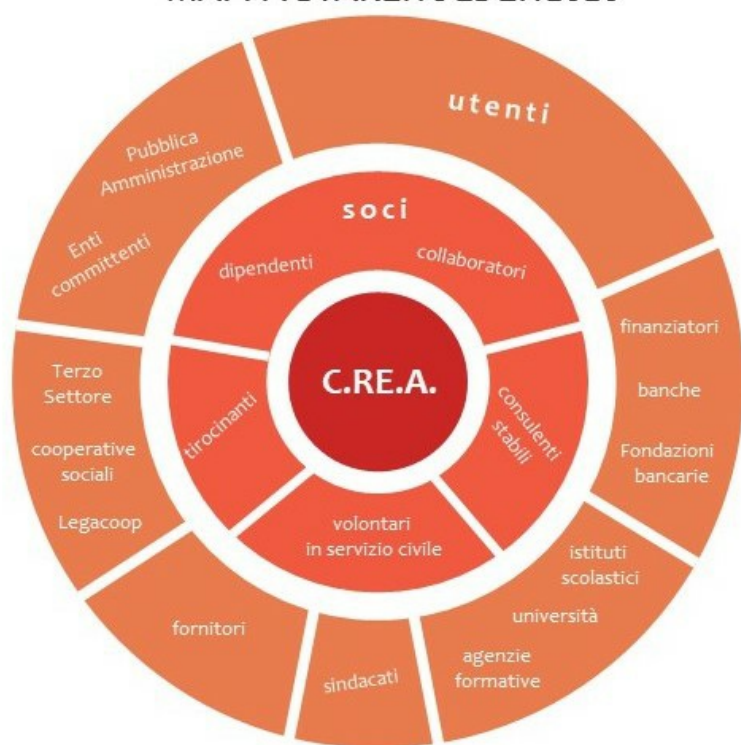 utenti
Pubblica
Amministrazione
Enti
committenti
soci
dipendenti
collaboratori
finanziatori
banche
Fondazioni
bancarie
Terzo
Settore
cooperative
sociali
Legacoop
C.RE.A.
tirocinanti
consulenti
stabili
volontari
in servizio civile
istituti
scolastici
università
agenzie
formative
fornitori
sindacati